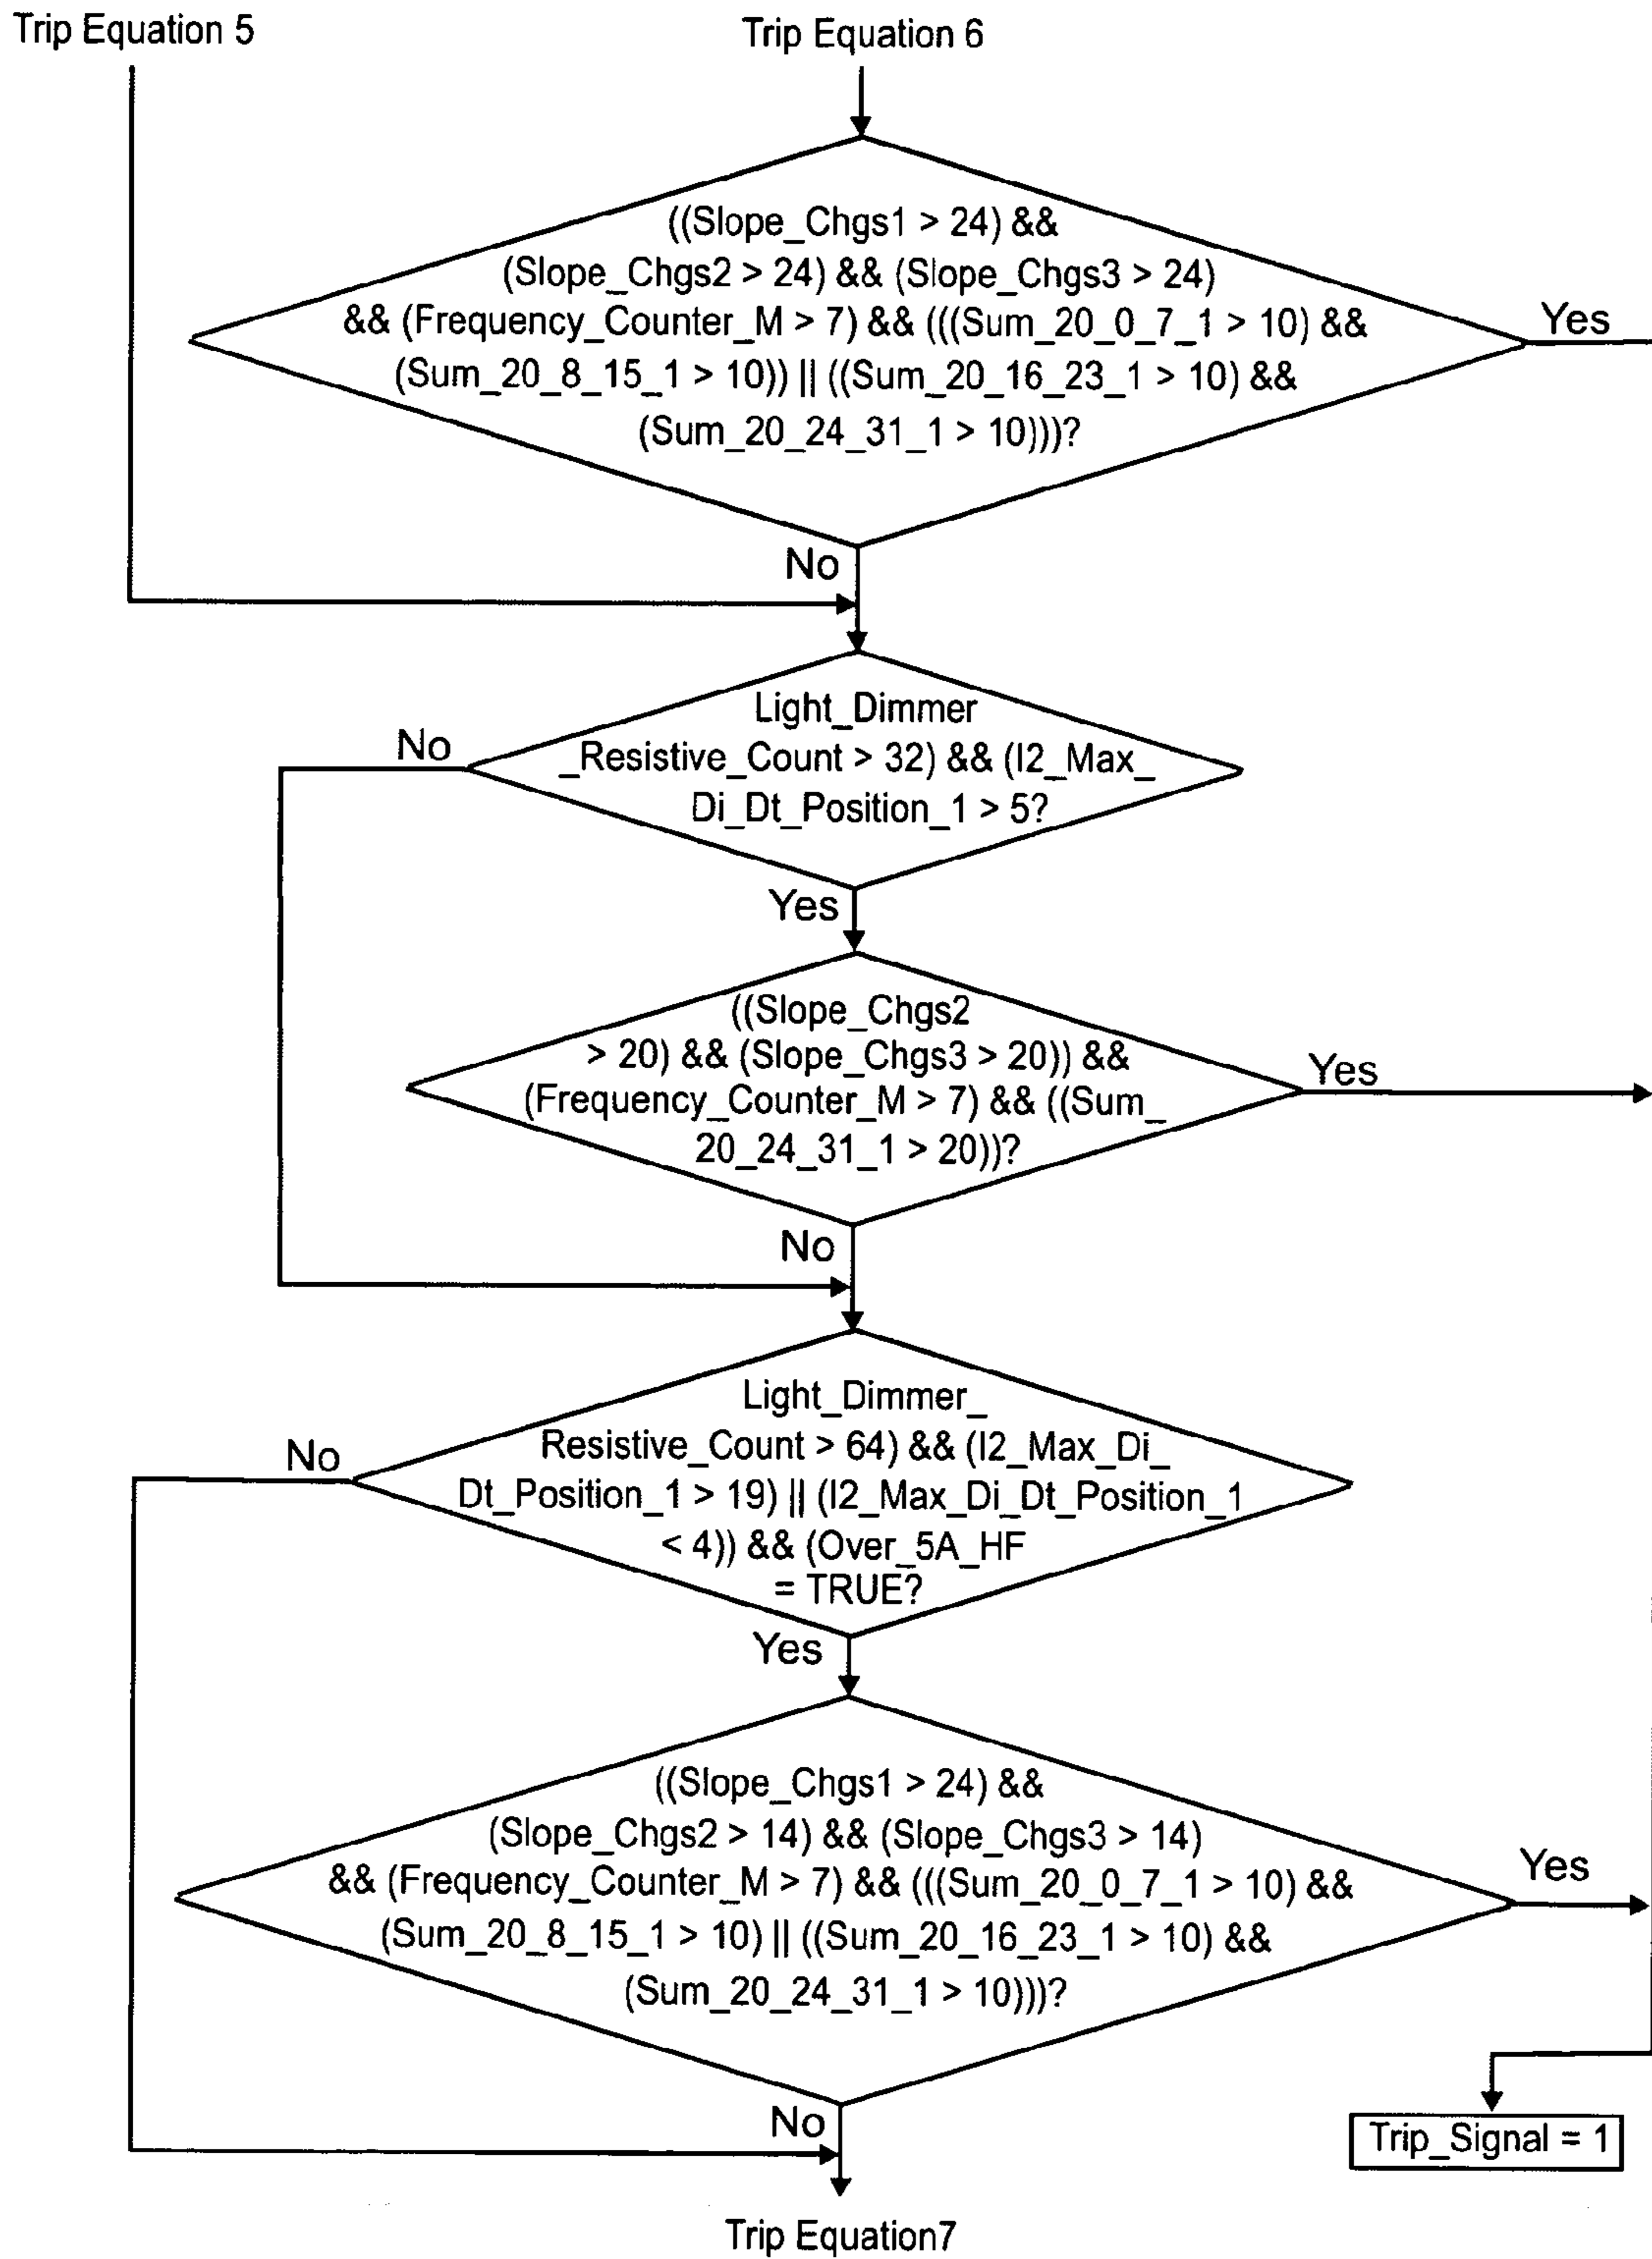 Trip Equation 5
Trip Equation 6
((Slope_Chgs1 > 24) &&
(Slope_Chgs2 > 24) && (Slope_Chgs3 > 24)
&& (Frequency_Counter_M > 7) && (((Sum_20_0_7_1 > 10) &&
(Sum_20_8_15_1 > 10)) || ((Sum_20_16_23_1 > 10) &&
(Sum_20_24_31_1 > 10)))?
Yes
No
Light_Dimmer
_Resistive_Count > 32) && (I2_Max_
Di_Dt_Position_1 > 5?
No
Yes
((Slope_Chgs2
> 20) && (Slope_Chgs3 > 20)) &&
(Frequency_Counter_M > 7) && ((Sum_
20_24_31_1 > 20))?
Yes
No
Light_Dimmer_
Resistive_Count > 64) && (I2_Max_Di_
Dt_Position_1 > 19) || (I2_Max_Di_Dt_Position_1
< 4)) && (Over_5A_HF
= TRUE?
No
Yes
((Slope_Chgs1 > 24) &&
(Slope_Chgs2 > 14) && (Slope_Chgs3 > 14)
&& (Frequency_Counter_M > 7) && (((Sum_20_0_7_1 > 10) &&
(Sum_20_8_15_1 > 10) || ((Sum_20_16_23_1 > 10) &&
(Sum_20_24_31_1 > 10)))?
Yes
No
Trip_Signal = 1
Trip Equation7